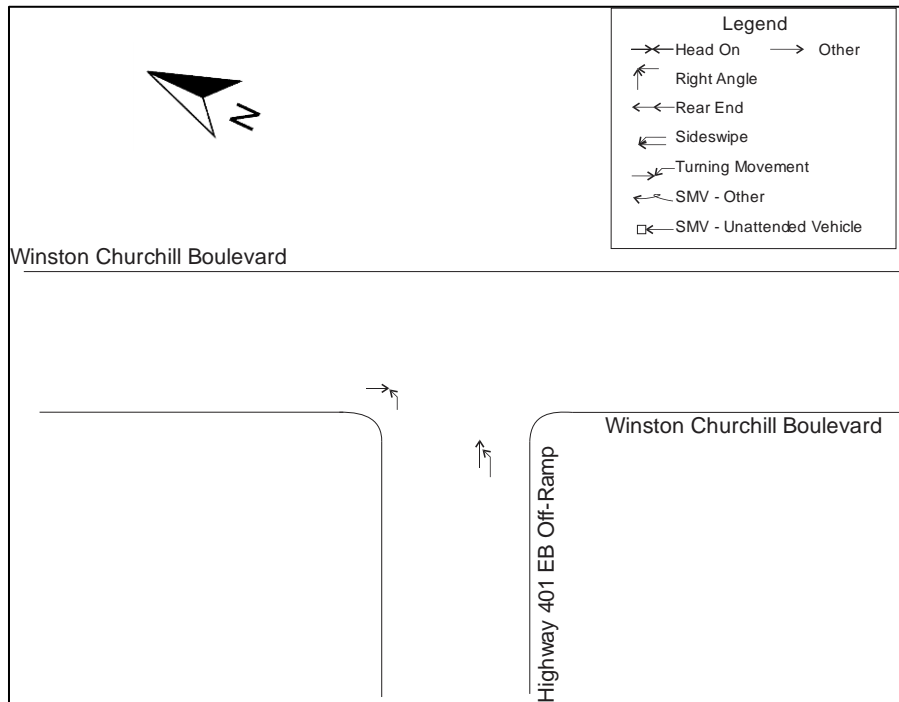 Legend
Head On
Other
Right Angle
Rear End
Sideswipe
Turning Movement
SMV - Other
SMV - Unattended Vehicle
N
Winston Churchill Boulevard
Winston Churchill Boulevard
Highway 401 EB Off-Ramp